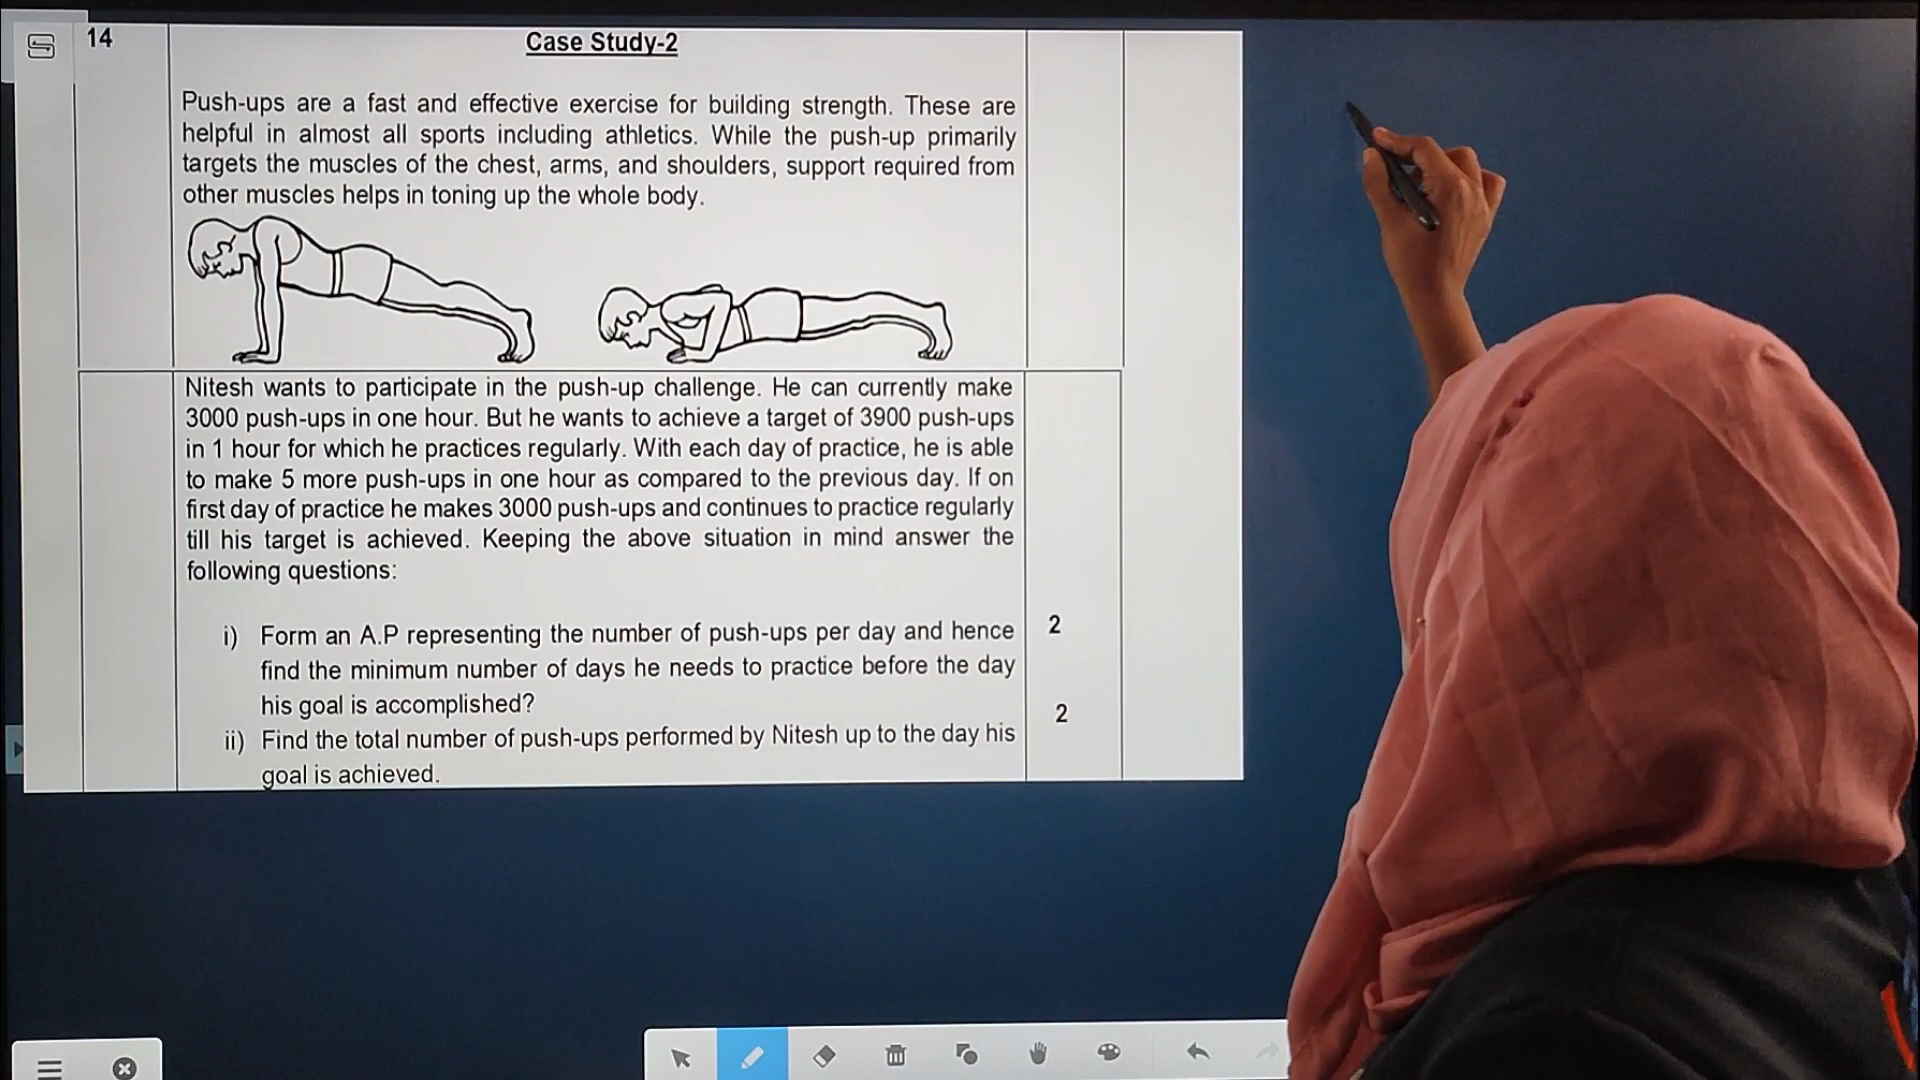 14
Case Study-2
Push-ups are a fast and effective exercise for building strength. These are
helpful in almost all sports including athletics. While the push-up primarily
targets the muscles of the chest, arms, and shoulders, support required from
other muscles helps in toning up the whole body.
Nitesh wants to participate in the push-up challenge. He can currently make
3000 push-ups in one hour. But he wants to achieve a target of 3900 push-ups
in 1 hour for which he practices regularly. With each day of practice, he is able
to make 5 more push-ups in one hour as compared to the previous day. If on
first day of practice he makes 3000 push-ups and continues to practice regularly
till his target is achieved. Keeping the above situation in mind answer the
following questions:
i) Form an A.P representing the number of push-ups per day and hence 2
find the minimum number of days he needs to practice before the day
his goal is accomplished?
ii) Find the total number of push-ups performed by Nitesh up to the day his 2
goal is achieved.